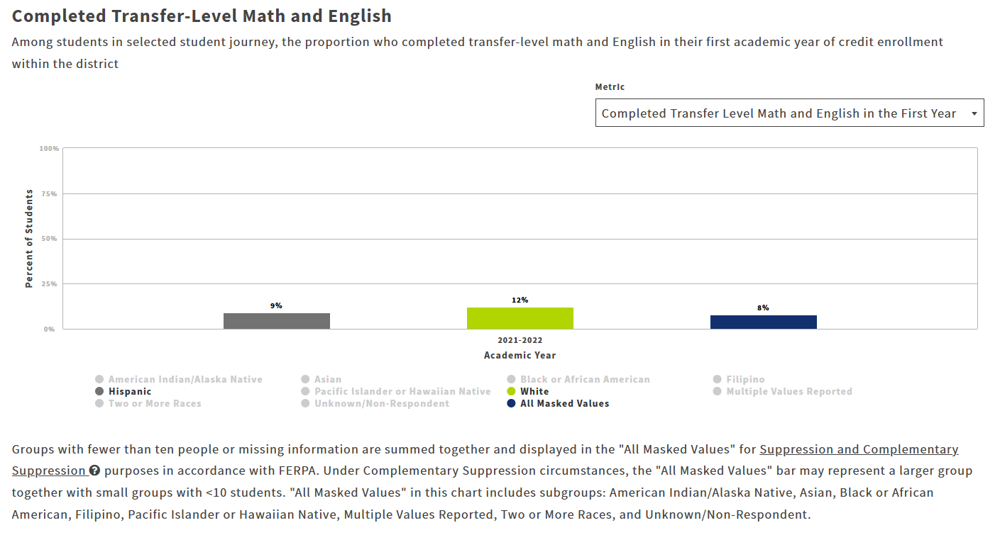 Completed Transfer-Level Math and English
Among students in selected student journey, the proportion who completed transfer-level math and English in their first academic year of credit enrollment
within the district
Metric
Completed Transfer Level Math and English in the First Year
100%
75%
50%
25%
0%
Percent of Students
9%
12%
8%
2021-2022
Academic Year
American Indian/Alaska Native
Asian
Black or African American
Filipino
Hispanic
Pacific Islander or Hawaiian Native
White
Multiple Values Reported
Two or More Races
Unknown/Non-Respondent
All Masked Values
Groups with fewer than ten people or missing information are summed together and displayed in the "All Masked Values" for Suppression and Complementary
Suppression ? purposes in accordance with FERPA. Under Complementary Suppression circumstances, the "All Masked Values" bar may represent a larger group
together with small groups with <10 students. "All Masked Values" in this chart includes subgroups: American Indian/Alaska Native, Asian, Black or African
American, Filipino, Pacific Islander or Hawaiian Native, Multiple Values Reported, Two or More Races, and Unknown/Non-Respondent.